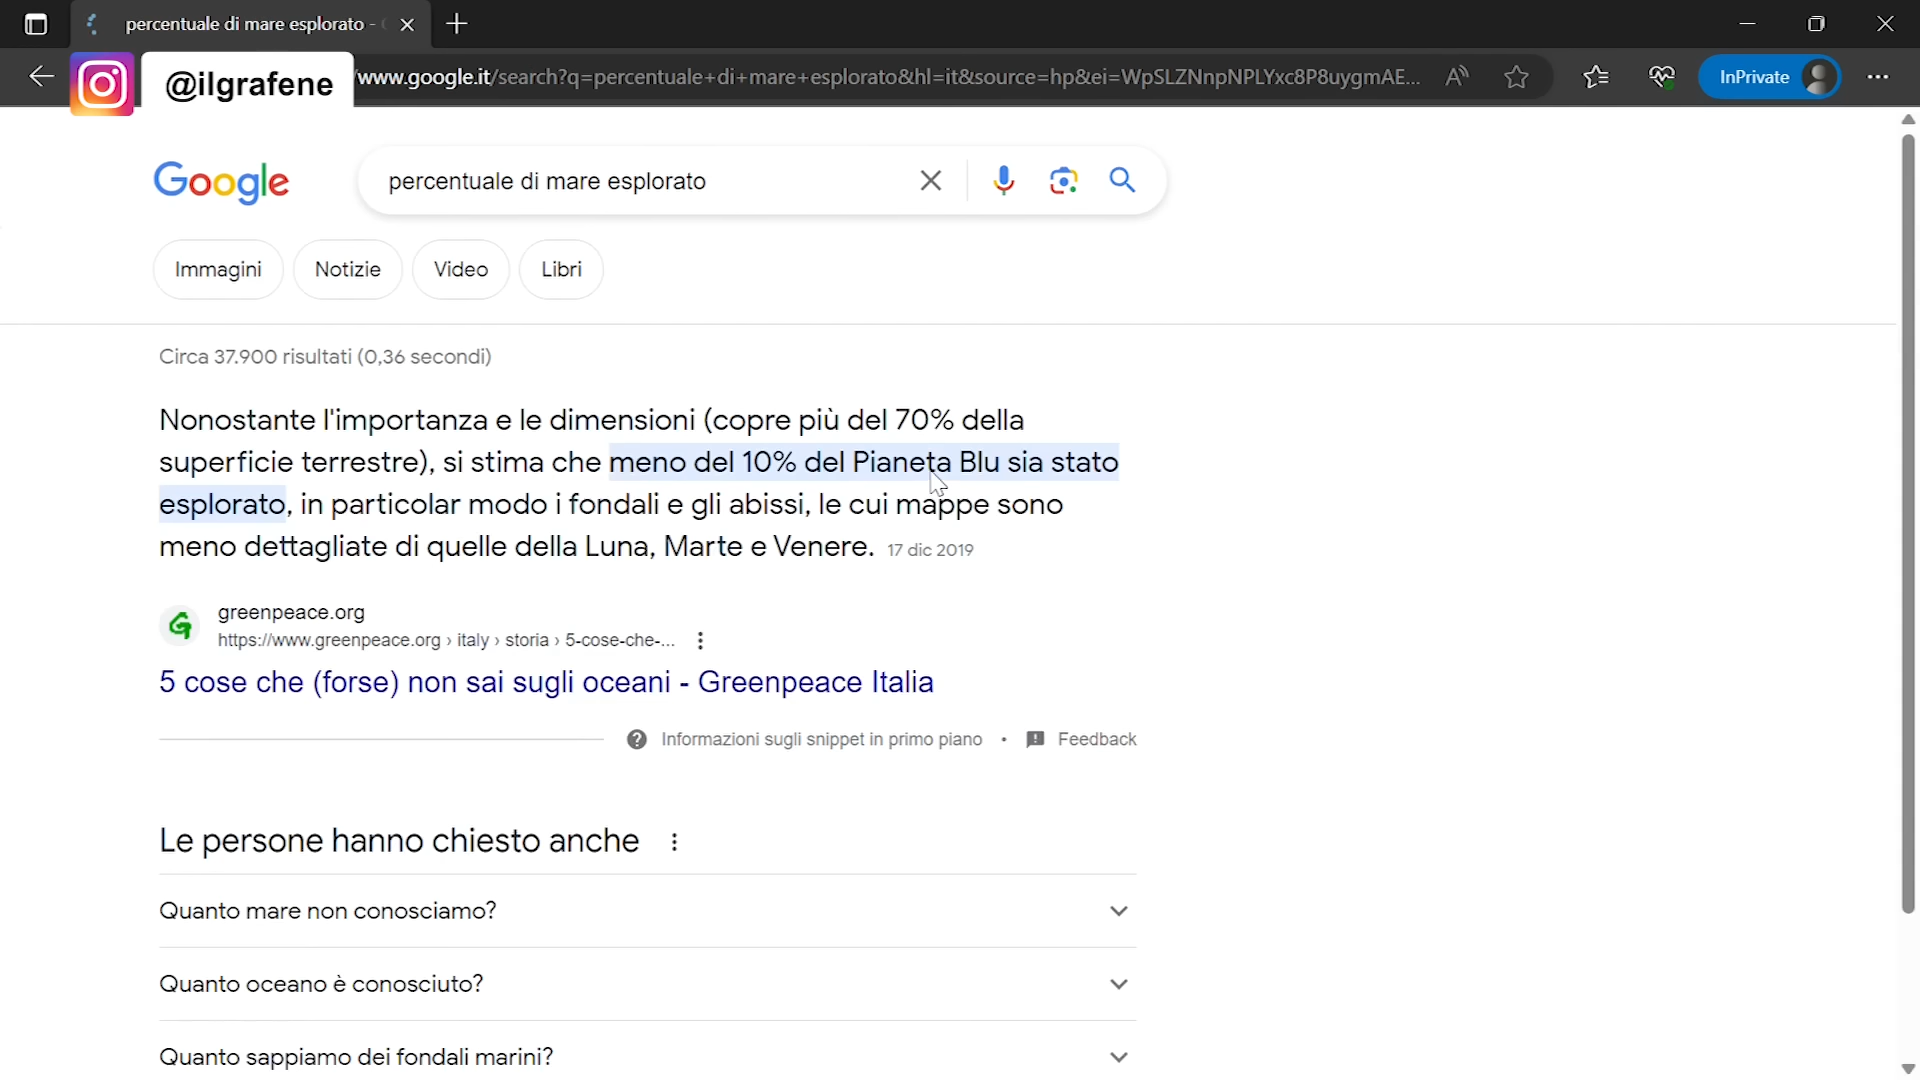 percentuale di mare esplorato -
@ilgrafene
www.google.it/search?q=percentuale+di+mare+esplorato&hl=it&source=hp&ei=WpSLZNnpNPLYxc8P8uygmAE...
InPrivate
Google
percentuale di mare esplorato
Immagini
Notizie
Video
Libri
Circa 37.900 risultati (0,36 secondi)
Nonostante l'importanza e le dimensioni (copre più del 70% della
superficie terrestre), si stima che meno del 10% del Pianeta Blu sia stato
esplorato, in particolar modo i fondali e gli abissi, le cui mappe sono
meno dettagliate di quelle della Luna, Marte e Venere. 17 dic 2019
greenpeace.org
https://www.greenpeace.org › italy › storia › 5-cose-che-...
5 cose che (forse) non sai sugli oceani - Greenpeace Italia
Informazioni sugli snippet in primo piano • Feedback
Le persone hanno chiesto anche
Quanto mare non conosciamo?
Quanto oceano è conosciuto?
Quanto sappiamo dei fondali marini?